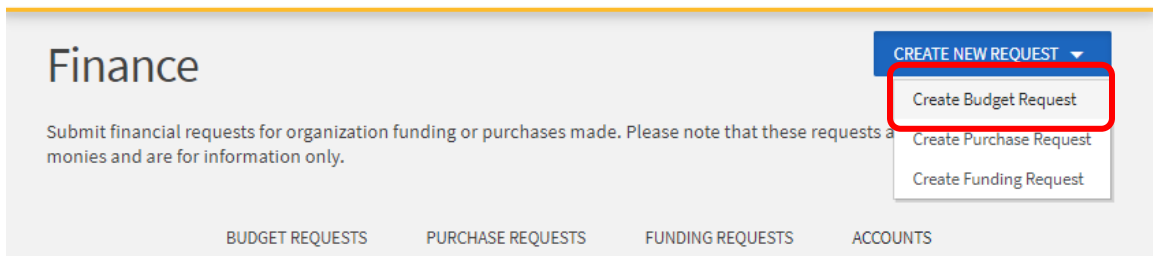 Finance
CREATE NEW REQUEST
Create Budget Request
Submit financial requests for organization funding or purchases made. Please note that these requests a
Create Purchase Request
monies and are for information only.
Create Funding Request
BUDGET REQUESTS PURCHASE REQUESTS FUNDING REQUESTS ACCOUNTS